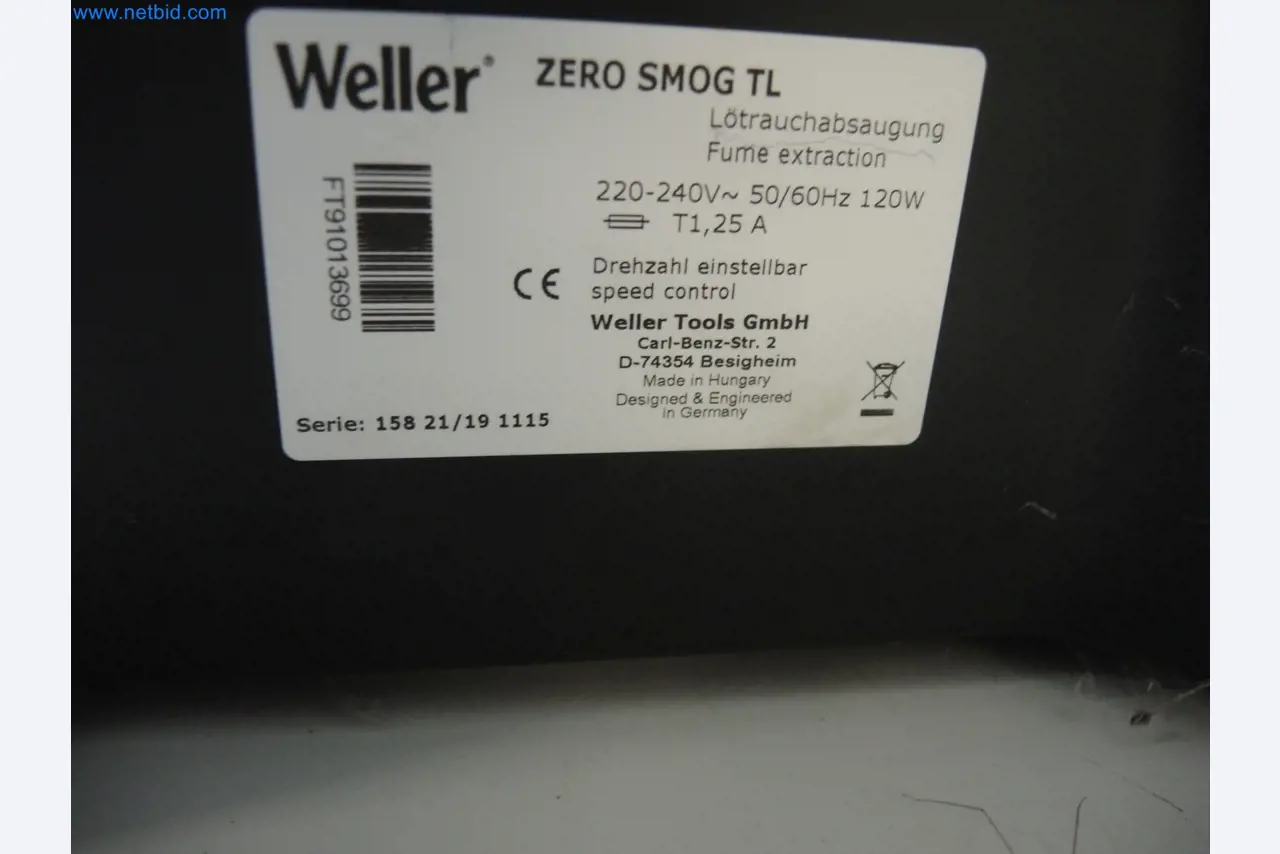 www.netbid.com
Weller®
ZERO SMOG TL
Lötrauchabsaugung
Fume extraction
220-240V~ 50/60Hz 120W
T1,25 A
FT91013699
CE
Drehzahl einstellbar
speed control
Weller Tools GmbH
Carl-Benz-Str. 2
D-74354 Besigheim
Made in Hungary
Designed & Engineered
in Germany
Serie: 158 21/19 1115